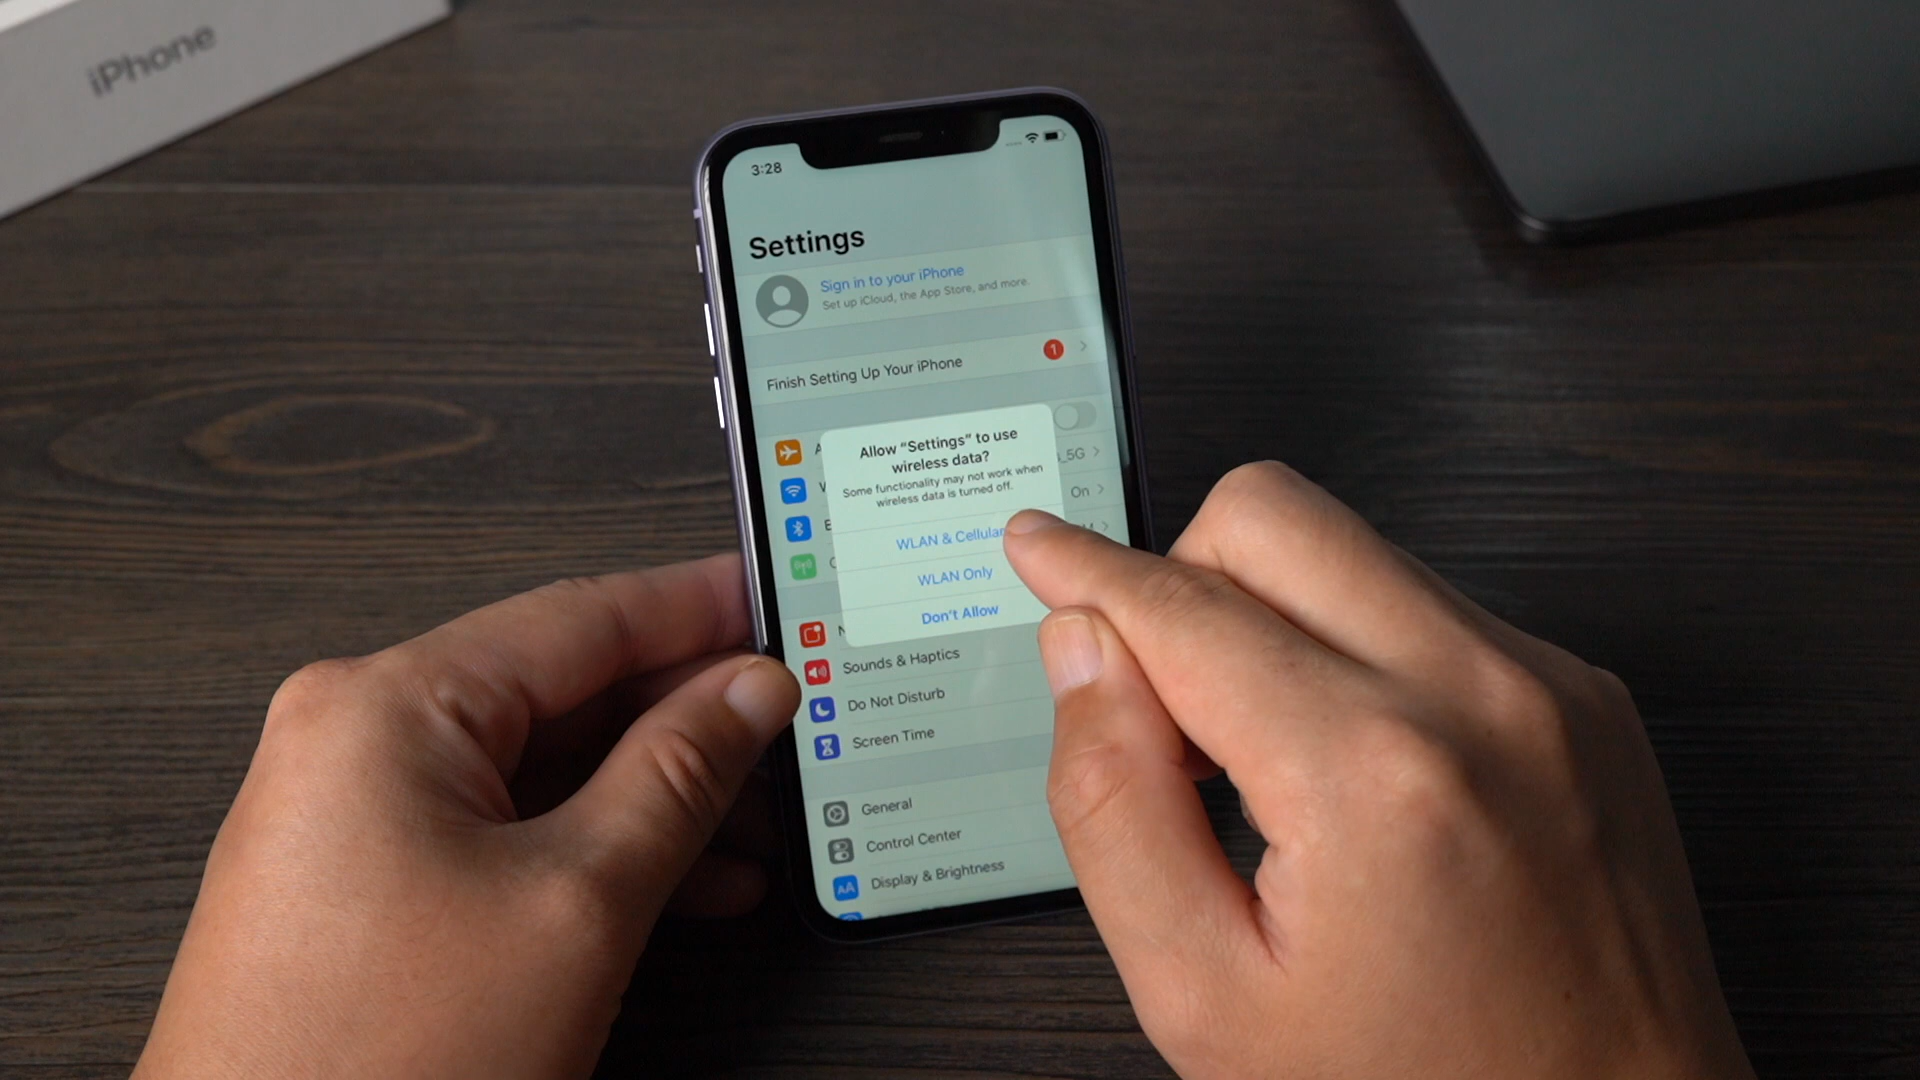 iPhone
3:28
Settings
Sign in to your iPhone
Set up iCloud, the App Store, and more.
Finish Setting Up Your iPhone
1
Allow “Settings” to use
wireless data?
Some functionality may not work when
wireless data is turned off.
_5G
On
WLAN & Cellular
WLAN Only
Don't Allow
Sounds & Haptics
Do Not Disturb
Screen Time
General
Control Center
AA Display & Brightness